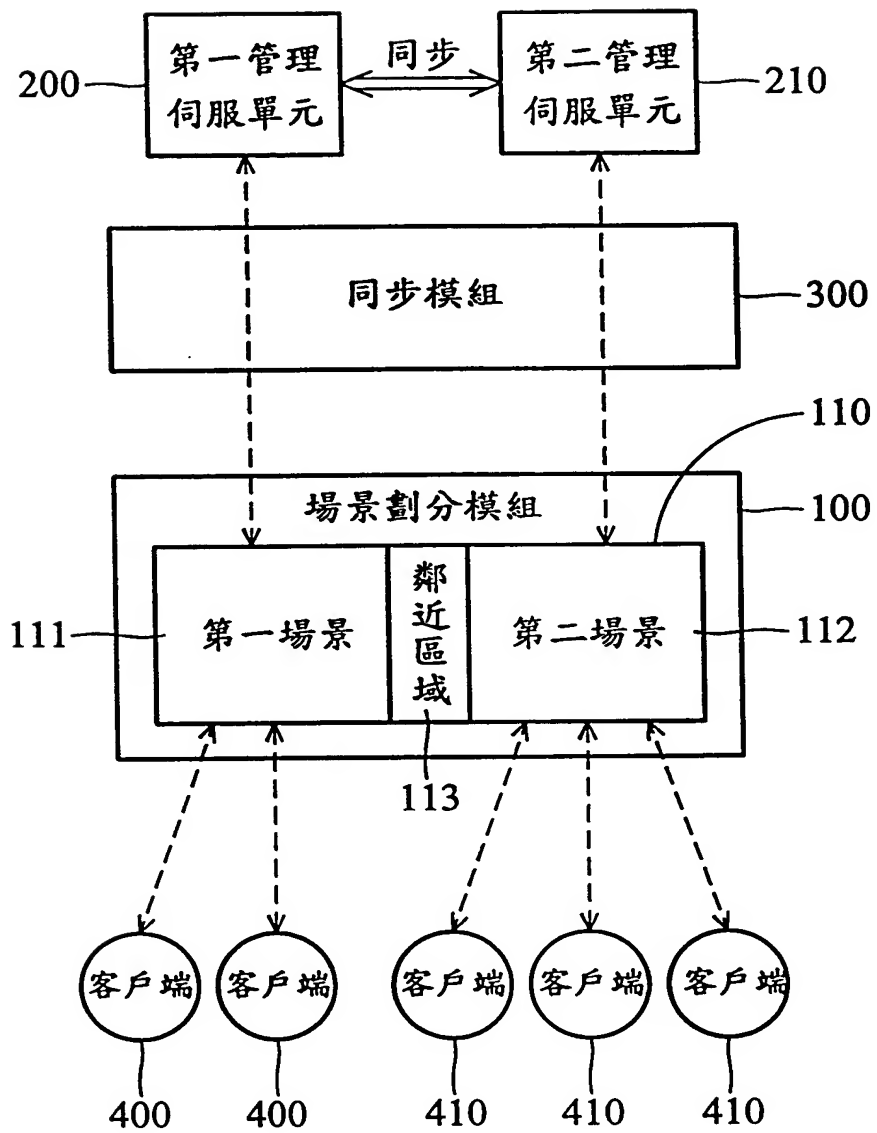 第一管理
伺服單元
200
同步
第二管理
伺服單元
210
同步模組
300
110
場景劃分模組
100
111
第一場景
鄰近區域
第二場景
112
113
客戶端
客戶端
客戶端
客戶端
客戶端
400
400
410
410
410